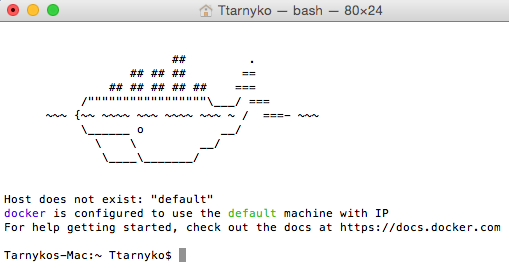 Ttarnyko — bash — 80×24
                        ##         .
                  ## ## ##        ==
               ## ## ## ## ##    ===
           /"""""""""""""""""\___/ ===
      ~~~ {~~ ~~~~ ~~~ ~~~~ ~~~ ~ /  ===- ~~~
           \______ o           __/
             \    \         __/
              \____\_______/
Host does not exist: "default"
docker is configured to use the default machine with IP
For help getting started, check out the docs at https://docs.docker.com
Tarnykos-Mac:~ Ttarnyko$